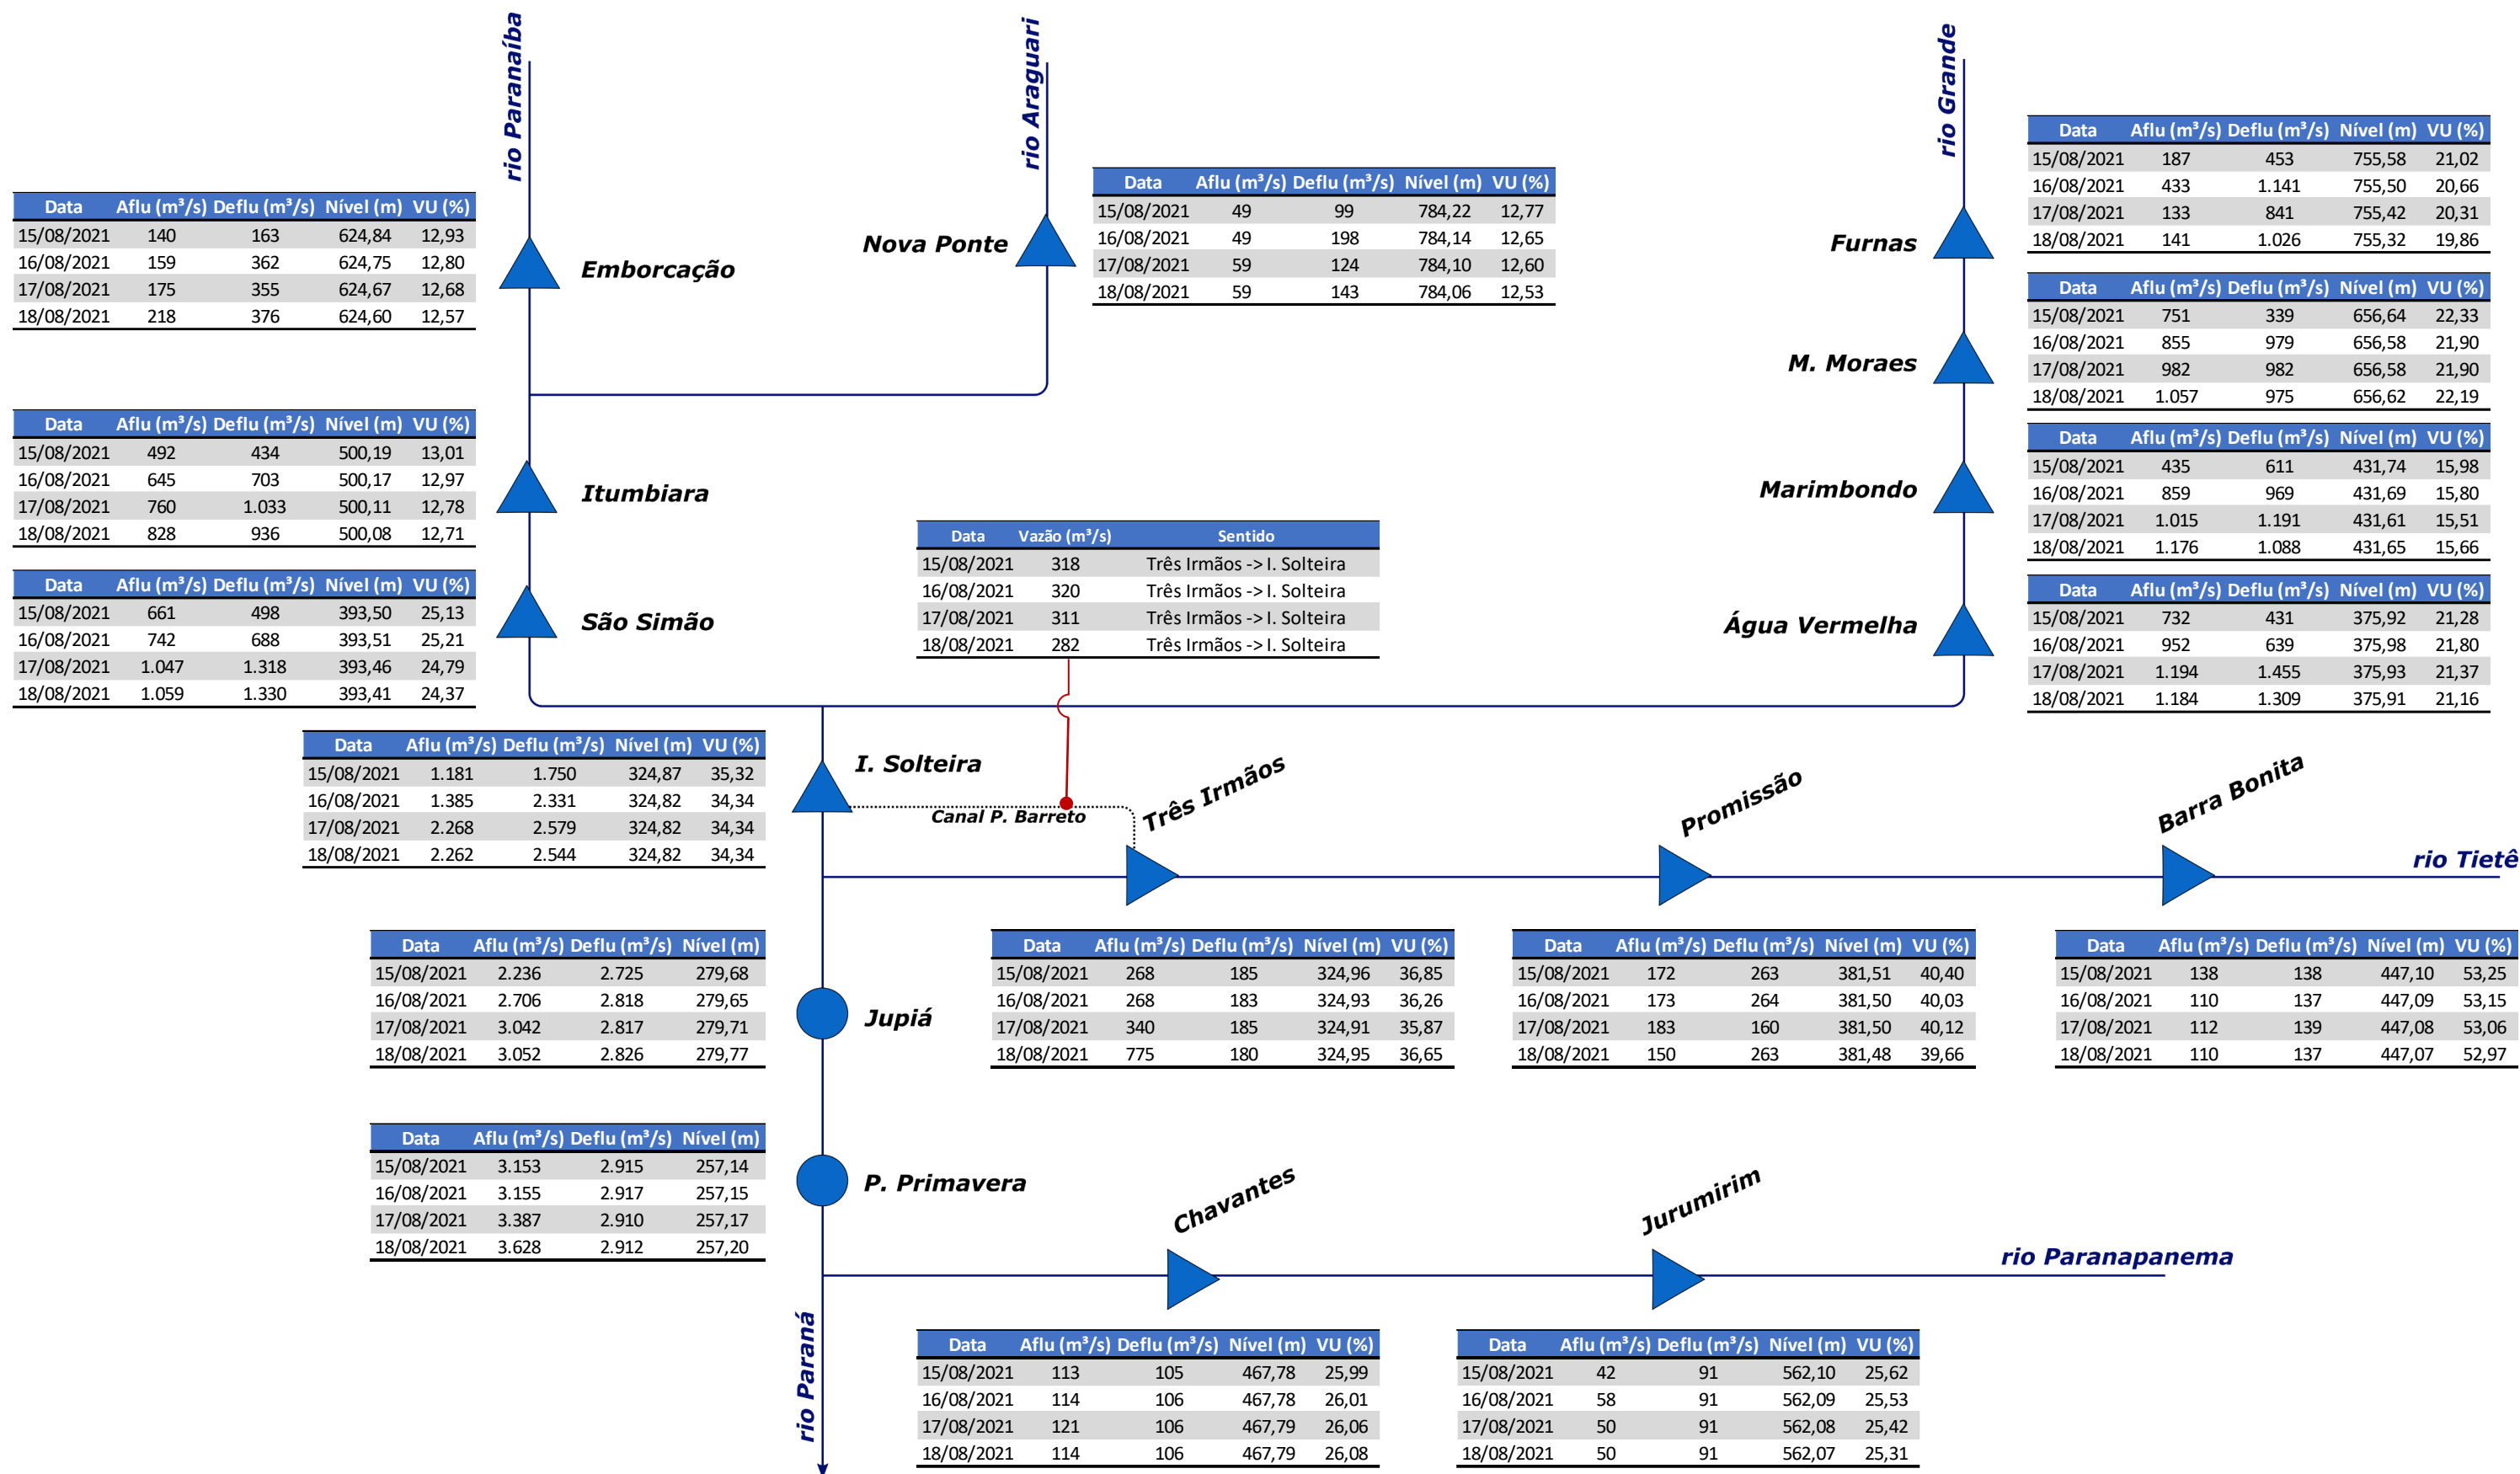 rio Paranaíba
rio Araguari
rio Grande
Data Aflu (m³/s) Deflu (m³/s) Nível (m) VU (%)
15/08/2021 187 453 755,58 21,02
16/08/2021 433 1.141 755,50 20,66
17/08/2021 133 841 755,42 20,31
18/08/2021 141 1.026 755,32 19,86
Furnas
Data Aflu (m³/s) Deflu (m³/s) Nível (m) VU (%)
15/08/2021 49 99 784,22 12,77
16/08/2021 49 198 784,14 12,65
17/08/2021 59 124 784,10 12,60
18/08/2021 59 143 784,06 12,53
Nova Ponte
Data Aflu (m³/s) Deflu (m³/s) Nível (m) VU (%)
15/08/2021 140 163 624,84 12,93
16/08/2021 159 362 624,75 12,80
17/08/2021 175 355 624,67 12,68
18/08/2021 218 376 624,60 12,57
Emborcação
Data Aflu (m³/s) Deflu (m³/s) Nível (m) VU (%)
15/08/2021 751 339 656,64 22,33
16/08/2021 855 979 656,58 21,90
17/08/2021 982 982 656,58 21,90
18/08/2021 1.057 975 656,62 22,19
M. Moraes
Data Aflu (m³/s) Deflu (m³/s) Nível (m) VU (%)
15/08/2021 492 434 500,19 13,01
16/08/2021 645 703 500,17 12,97
17/08/2021 760 1.033 500,11 12,78
18/08/2021 828 936 500,08 12,71
Itumbiara
Data Aflu (m³/s) Deflu (m³/s) Nível (m) VU (%)
15/08/2021 435 611 431,74 15,98
16/08/2021 859 969 431,69 15,80
17/08/2021 1.015 1.191 431,61 15,51
18/08/2021 1.176 1.088 431,65 15,66
Marimbondo
Data Vazão (m³/s) Sentido
15/08/2021 318 Três Irmãos -> I. Solteira
16/08/2021 320 Três Irmãos -> I. Solteira
17/08/2021 311 Três Irmãos -> I. Solteira
18/08/2021 282 Três Irmãos -> I. Solteira
Data Aflu (m³/s) Deflu (m³/s) Nível (m) VU (%)
15/08/2021 661 498 393,50 25,13
16/08/2021 742 688 393,51 25,21
17/08/2021 1.047 1.318 393,46 24,79
18/08/2021 1.059 1.330 393,41 24,37
São Simão
Data Aflu (m³/s) Deflu (m³/s) Nível (m) VU (%)
15/08/2021 732 431 375,92 21,28
16/08/2021 952 639 375,98 21,80
17/08/2021 1.194 1.455 375,93 21,37
18/08/2021 1.184 1.309 375,91 21,16
Água Vermelha
Data Aflu (m³/s) Deflu (m³/s) Nível (m) VU (%)
15/08/2021 1.181 1.750 324,87 35,32
16/08/2021 1.385 2.331 324,82 34,34
17/08/2021 2.268 2.579 324,82 34,34
18/08/2021 2.262 2.544 324,82 34,34
I. Solteira
Canal P. Barreto
Três Irmãos
Promissão
Barra Bonita
rio Tietê
Data Aflu (m³/s) Deflu (m³/s) Nível (m)
15/08/2021 2.236 2.725 279,68
16/08/2021 2.706 2.818 279,65
17/08/2021 3.042 2.817 279,71
18/08/2021 3.052 2.826 279,77
Jupiá
Data Aflu (m³/s) Deflu (m³/s) Nível (m) VU (%)
15/08/2021 268 185 324,96 36,85
16/08/2021 268 183 324,93 36,26
17/08/2021 340 185 324,91 35,87
18/08/2021 775 180 324,95 36,65
Data Aflu (m³/s) Deflu (m³/s) Nível (m) VU (%)
15/08/2021 172 263 381,51 40,40
16/08/2021 173 264 381,50 40,03
17/08/2021 183 160 381,50 40,12
18/08/2021 150 263 381,48 39,66
Data Aflu (m³/s) Deflu (m³/s) Nível (m) VU (%)
15/08/2021 138 138 447,10 53,25
16/08/2021 110 137 447,09 53,15
17/08/2021 112 139 447,08 53,06
18/08/2021 110 137 447,07 52,97
Data Aflu (m³/s) Deflu (m³/s) Nível (m)
15/08/2021 3.153 2.915 257,14
16/08/2021 3.155 2.917 257,15
17/08/2021 3.387 2.910 257,17
18/08/2021 3.628 2.912 257,20
P. Primavera
Chavantes
Jurumirim
rio Paranapanema
rio Paraná
Data Aflu (m³/s) Deflu (m³/s) Nível (m) VU (%)
15/08/2021 113 105 467,78 25,99
16/08/2021 114 106 467,78 26,01
17/08/2021 121 106 467,79 26,06
18/08/2021 114 106 467,79 26,08
Data Aflu (m³/s) Deflu (m³/s) Nível (m) VU (%)
15/08/2021 42 91 562,10 25,62
16/08/2021 58 91 562,09 25,53
17/08/2021 50 91 562,08 25,42
18/08/2021 50 91 562,07 25,31